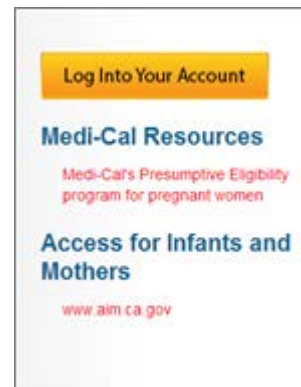 Log Into Your Account
Medi-Cal Resources
Medi-Cal's Presumptive Eligibility
program for pregnant women
Access for Infants and
Mothers
www.aim.ca.gov